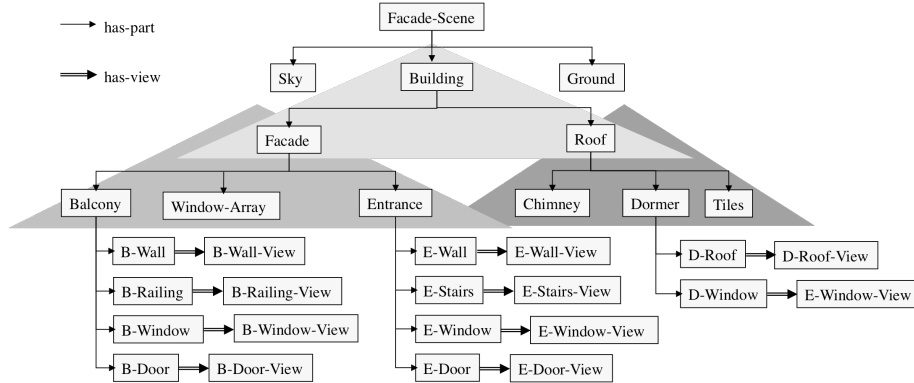 Facade-Scene
has-part
has-view
Sky
Building
Ground
Facade
Roof
Balcony
Window-Array
Entrance
Chimney
Dormer
Tiles
B-Wall
B-Wall-View
E-Wall
E-Wall-View
D-Roof
D-Roof-View
B-Railing
B-Railing-View
E-Stairs
E-Stairs-View
D-Window
E-Window-View
B-Window
B-Window-View
E-Window
E-Window-View
B-Door
B-Door-View
E-Door
E-Door-View